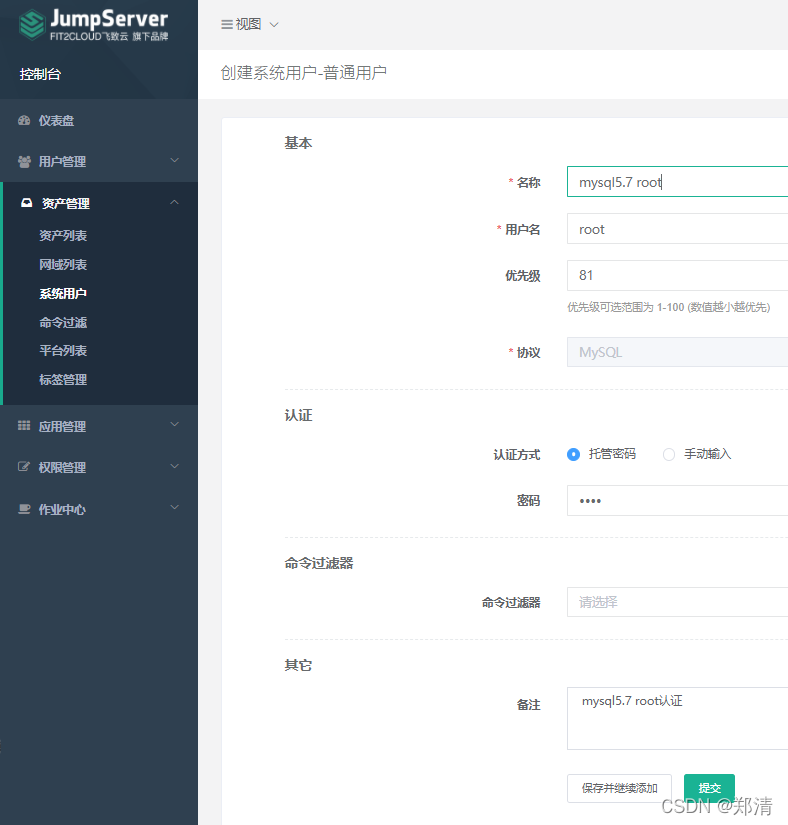 JumpServer
FIT2CLOUD飞致云 旗下品牌
控制台
仪表盘
用户管理
资产管理
资产列表
网域列表
系统用户
命令过滤
平台列表
标签管理
应用管理
权限管理
作业中心
视图
创建系统用户-普通用户
基本
* 名称 mysql5.7 root
* 用户名 root
优先级 81
优先级可选范围为 1-100 (数值越小越优先)
* 协议 MySQL
认证
认证方式 托管密码 手动输入
密码 ••••
命令过滤器
命令过滤器 请选择
其它
备注 mysql5.7 root认证
保存并继续添加 提交
CSDN @郑清